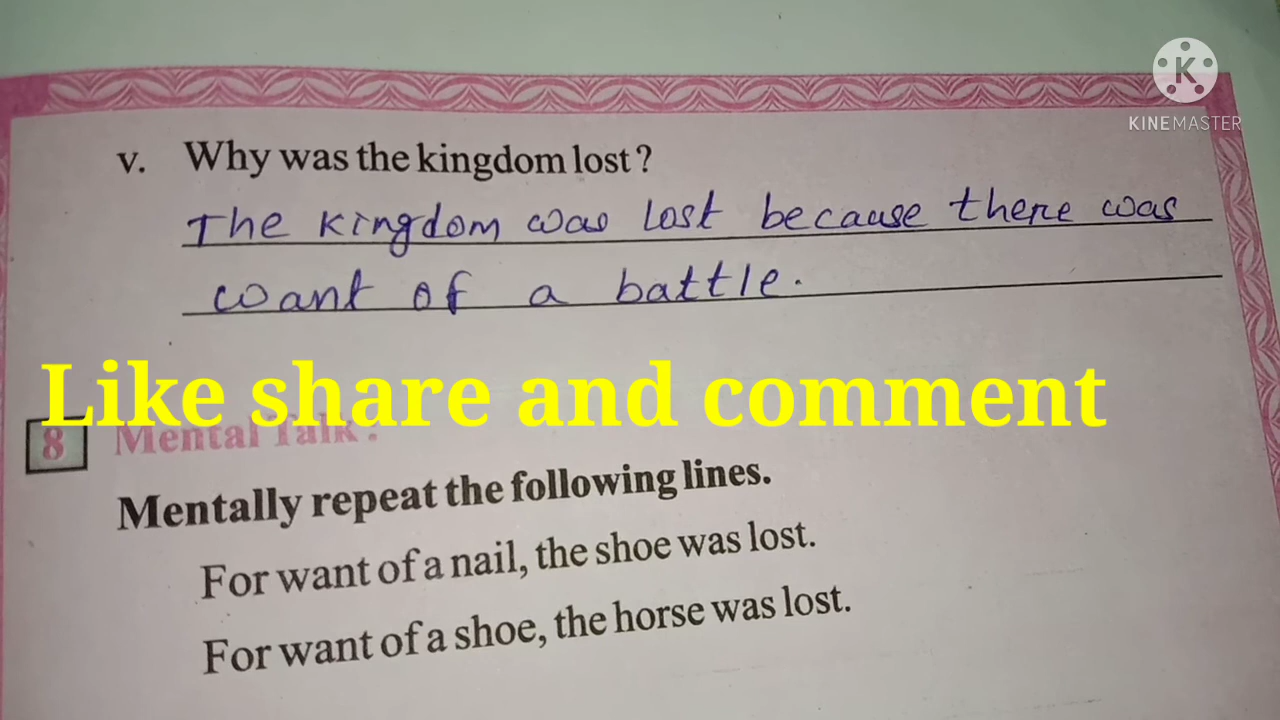 KINEMASTER
v. Why was the kingdom lost?
The kingdom was lost because there was
want of a battle.
Like share and comment
8 Mental Talk :
Mentally repeat the following lines.
For want of a nail, the shoe was lost.
For want of a shoe, the horse was lost.